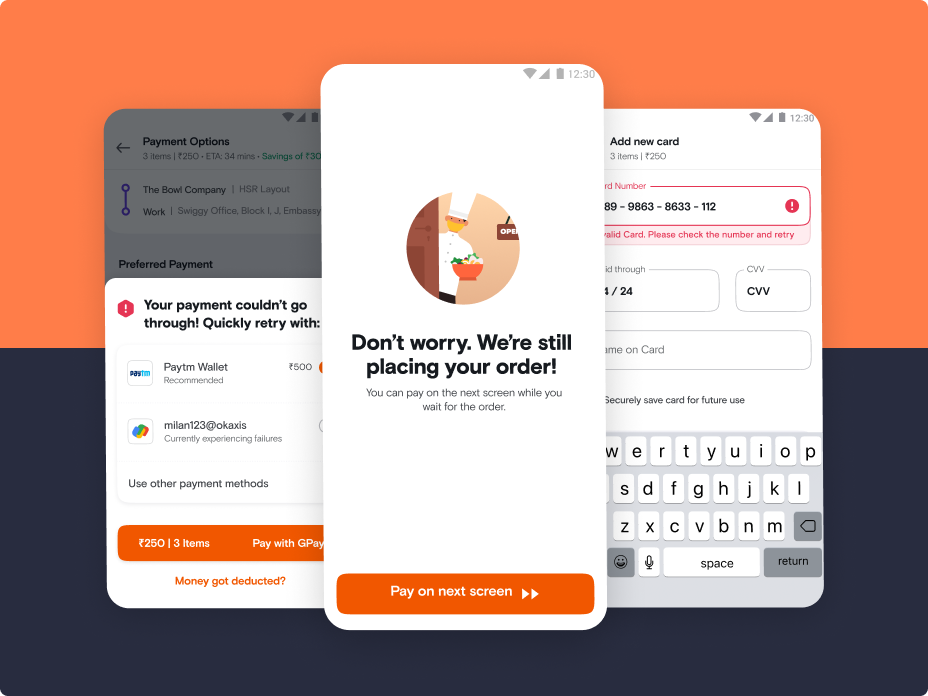 Payment Options
3 items | ₹250 • ETA: 34 mins • Savings of ₹30
The Bowl Company | HSR Layout
Work | Swiggy Office, Block I, J. Embassy
Preferred Payment
Your payment couldn't go
through! Quickly retry with:
paytm
Paytm Wallet ₹500
Recommended
milan123@okaxis
Currently experiencing failures
Use other payment methods
₹250 | 3 Items Pay with GPay
Money got deducted?
12:30
OPE
Don't worry. We're still
placing your order!
You can pay on the next screen while you
wait for the order.
Pay on next screen
12:30
Add new card
3 items | ₹250
rd Number
89 – 9863 – 8633 – 112
valid Card. Please check the number and retry
id through
4 / 24
CVV
CVV
ame on Card
Securely save card for future use
w e r t y u i o p
s d f g h j k l
z x c v b n m
space return